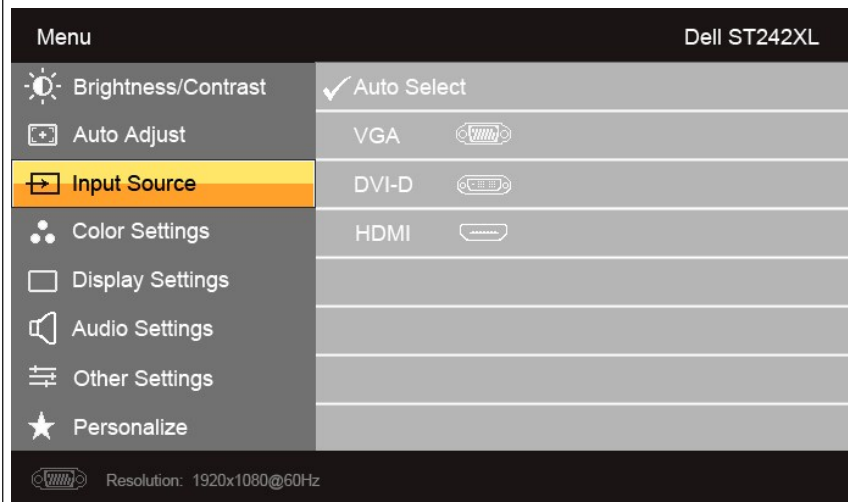 Menu Dell ST242XL
Brightness/Contrast
Auto Adjust
Input Source
Color Settings
Display Settings
Audio Settings
Other Settings
Personalize
Auto Select
VGA
DVI-D
HDMI
Resolution: 1920x1080@60Hz